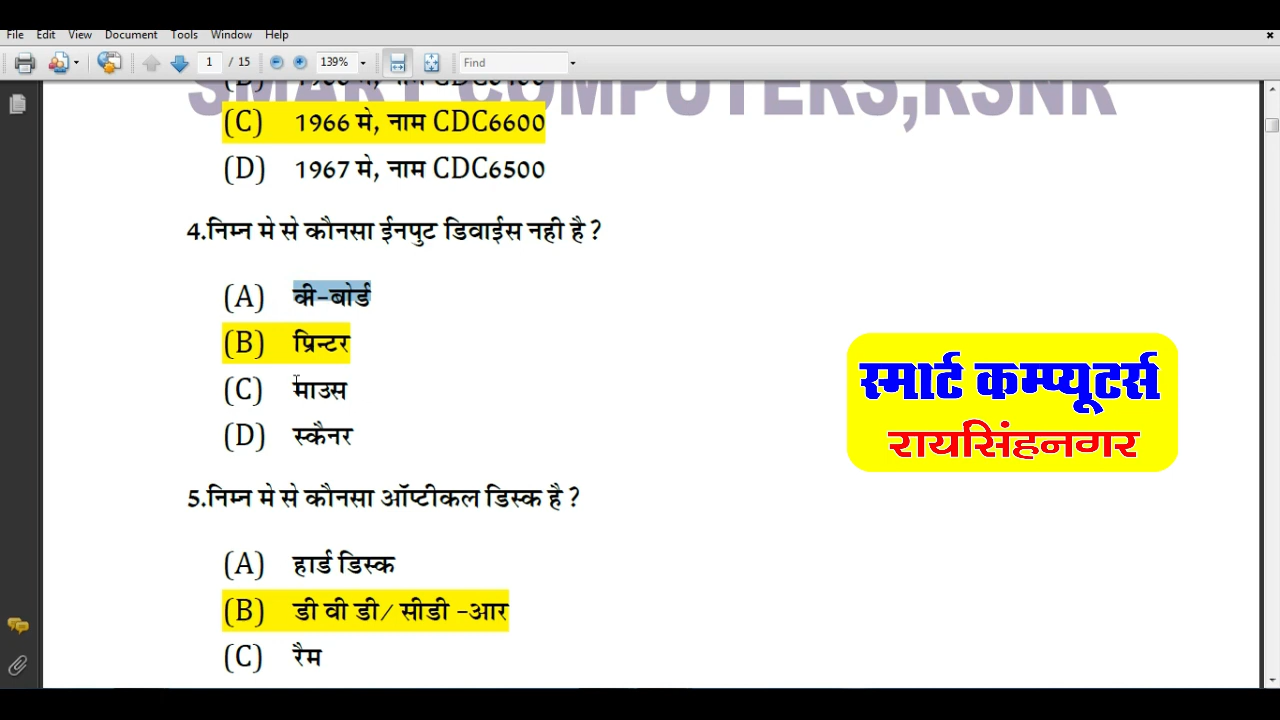 File Edit View Document Tools Window Help
1 / 15 139% Find
SMART COMPUTERS,RSNR
(C) 1966 मे, नाम CDC6600
(D) 1967 मे, नाम CDC6500
4.निम्न मे से कौनसा ईनपुट डिवाईस नही है ?
(A) की-बोर्ड
(B) प्रिन्टर
(C) माउस
(D) स्कैनर
स्मार्ट कम्प्यूटर्स
रायसिंहनगर
5.निम्न मे से कौनसा ऑप्टीकल डिस्क है ?
(A) हार्ड डिस्क
(B) डी वी डी/ सीडी -आर
(C) रैम